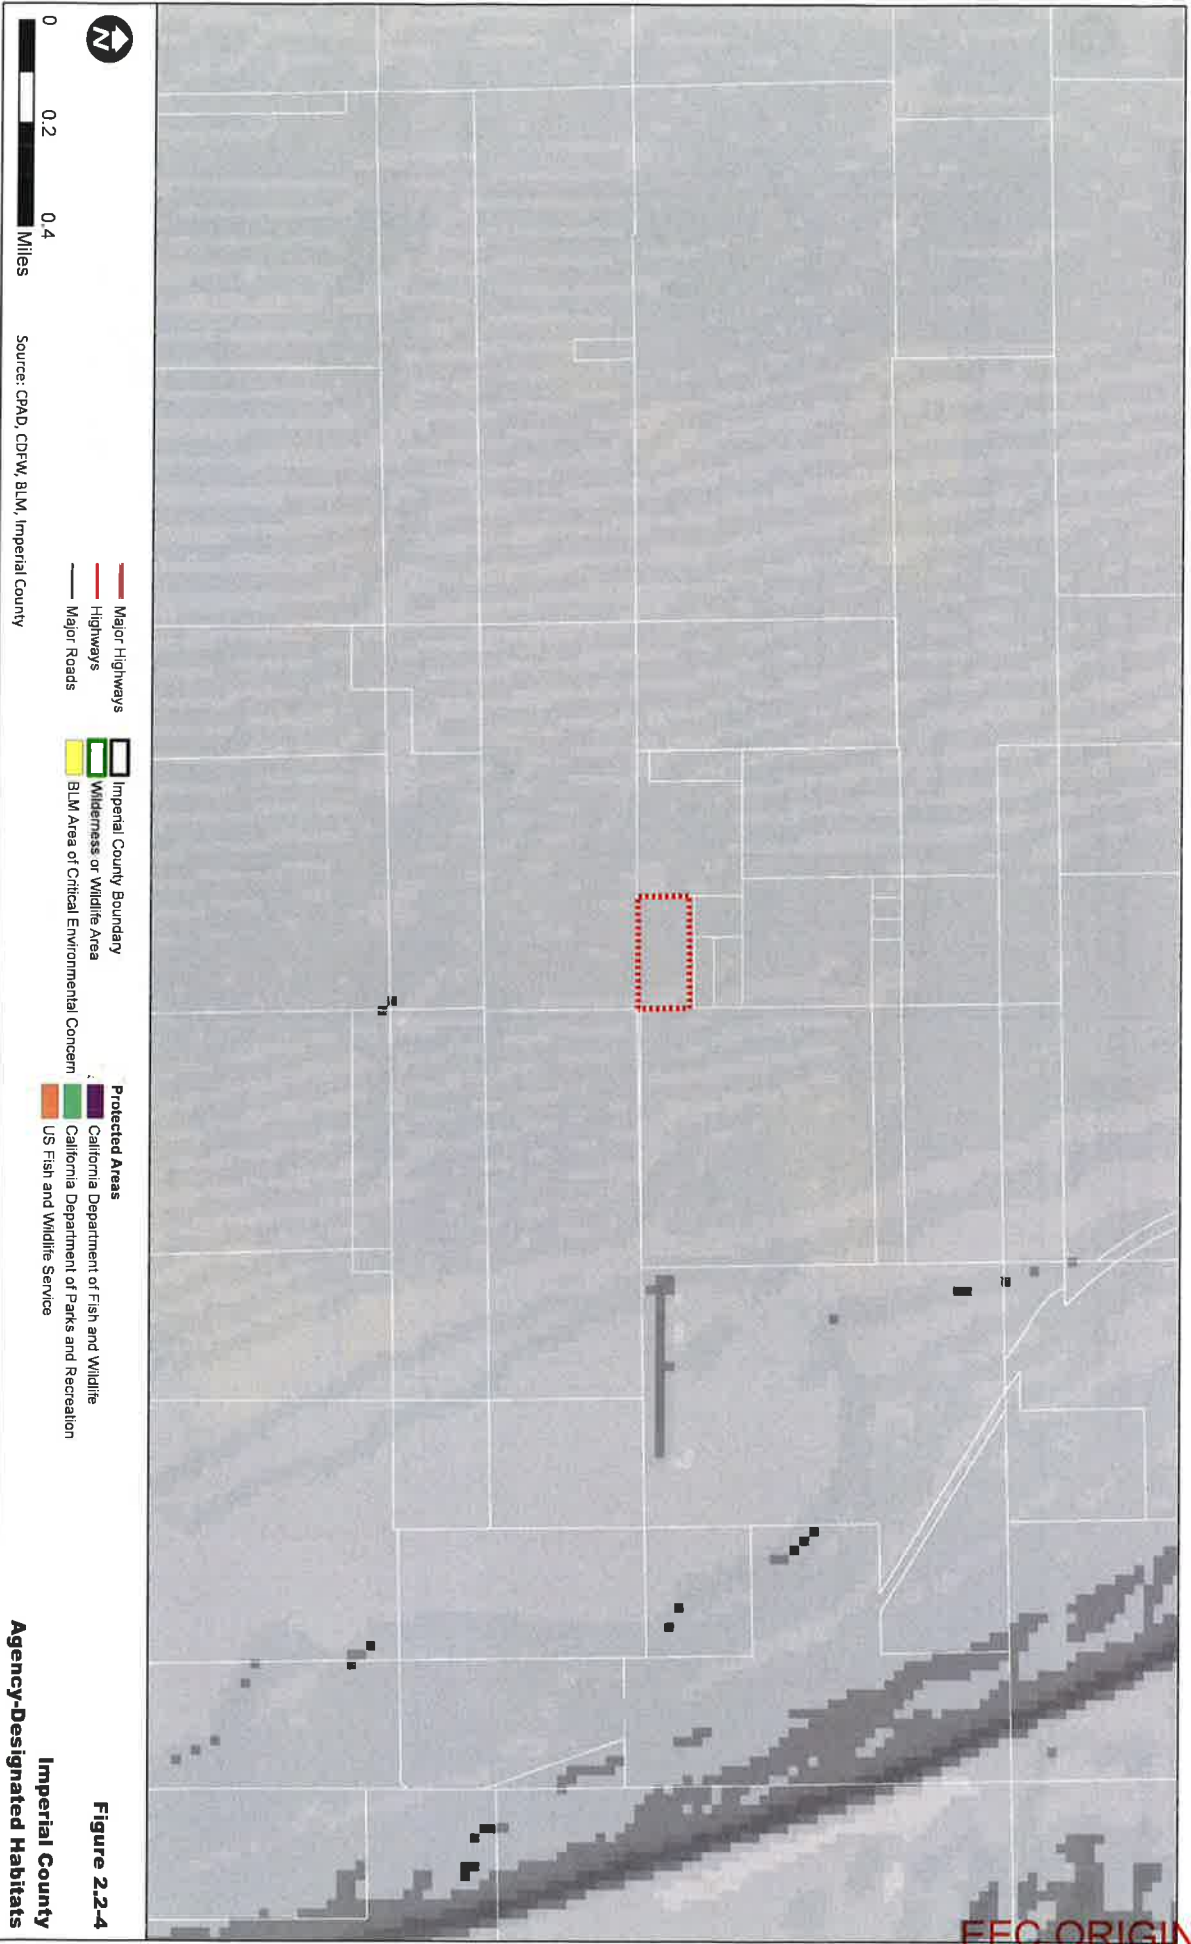 N
0 0.2 0.4
Miles
Source: CPAD, CDFW, BLM, Imperial County
Major Highways
Highways
Major Roads
Imperial County Boundary
Wilderness or Wildlife Area
BLM Area of Critical Environmental Concern
Protected Areas
California Department of Fish and Wildlife
California Department of Parks and Recreation
US Fish and Wildlife Service
Figure 2.2-4
Imperial County
Agency-Designated Habitats
EEC ORIGIN